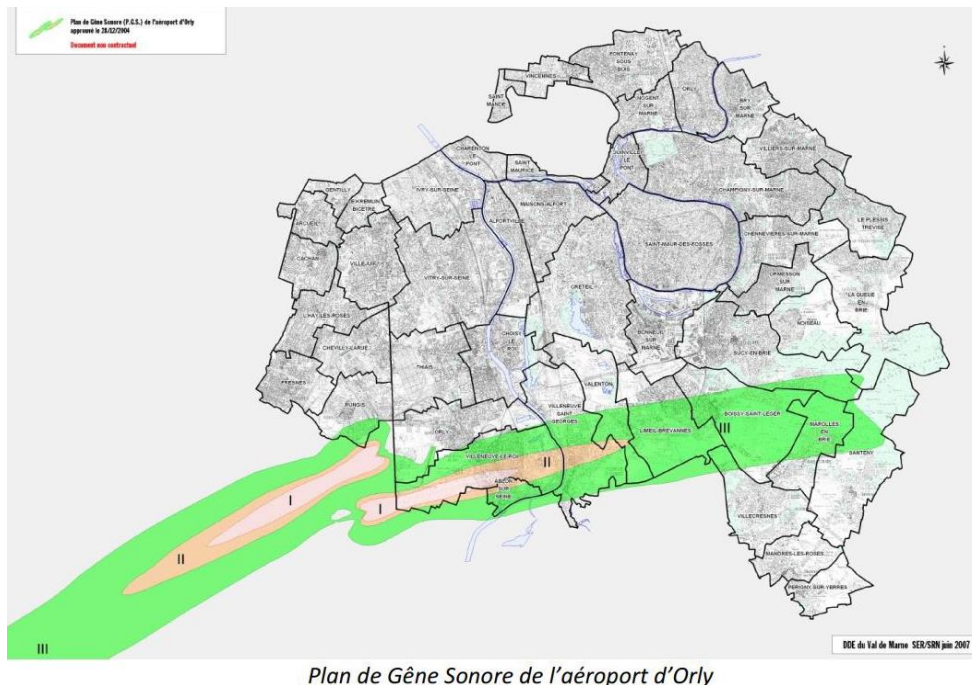 Plan de Gêne Sonore (P.G.S.) de l'aéroport d'Orly
approuvé le 28/12/2004
Document non contractuel
FONTENAY
SOUS
BOIS
VINCENNES
SAINT
MANDE
NOGENT
SUR
MARNE
ORLY
BRY
SUR
MARNE
VILLIERS-SUR-MARNE
CHARENTON
LE
PONT
SAINT
MAURICE
JOINVILLE
LE
PONT
CHAMPIGNY-SUR-MARNE
GENTILLY
LE KREMLIN
BICETRE
IVRY-SUR-SEINE
MAISONS-ALFORT
ARCUEIL
ALFORTVILLE
LE PLESSIS
TREVISE
CHENNEVIERES-SUR-MARNE
SAINT-MAUR-DES-FOSSES
CACHAN
VILLEJUIF
VITRY-SUR-SEINE
ORMESSON
SUR
MARNE
CRETEIL
LA QUEUE
EN
BRIE
L'HAY-LES-ROSES
NOISEAU
CHEVILLY-LARUE
CHOISY
LE
ROI
BONNEUIL
SUR
MARNE
SUCY-EN-BRIE
THIAIS
FRESNES
VALENTON
RUNGIS
VILLENEUVE
SAINT
GEORGES
BOISSY-SAINT-LEGER
ORLY
LIMEIL-BREVANNES
III
MAROLLES
EN
BRIE
VILLENEUVE-LE-ROI
II
SANTENY
ABLON
SUR
SEINE
I
I
VILLECRESNES
II
MANDRES-LES-ROSES
PERIGNY-SUR-YERRES
III
DDE du Val de Marne SER/SRN juin 2007
Plan de Gêne Sonore de l'aéroport d'Orly